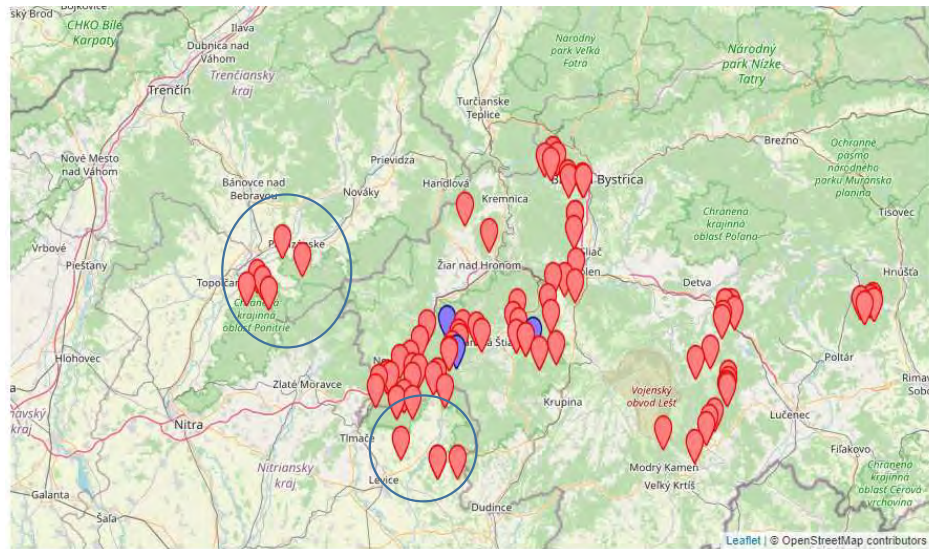 ský Brod
CHKO Bílé
Karpaty
Ilava
Dubnica nad
Váhom
Trenčiansky
kraj
Trenčín
Národný
park Veľká
Fatra
Národný
park Nízke
Tatry
Turčianske
Teplice
Nové Mesto
nad Váhom
Prievidza
Handlová
Bánovce nad
Bebravou
Nováky
Kremnica
Bystrica
Brezno
Ochranné
pásmo
národného
parku Muránska
planina
Tisovec
Chránená
krajinná
oblasť Poľana
Vrbové
Piešťany
Žiar nad Hronom
Detva
Hnúšťa
Chránená
krajinná
oblasť Ponitrie
Hlohovec
Zlaté Moravce
Poltár
Vojenský
obvod Lešť
Krupina
Lučenec
Nitra
Tlmače
Nitriansky
kraj
Levice
Modrý Kameň
Veľký Krtíš
Fiľakovo
Chránená
krajinná
oblasť Cerová
vrchovina
Galanta
Šaľa
Dudince
Leaflet | © OpenStreetMap contributors